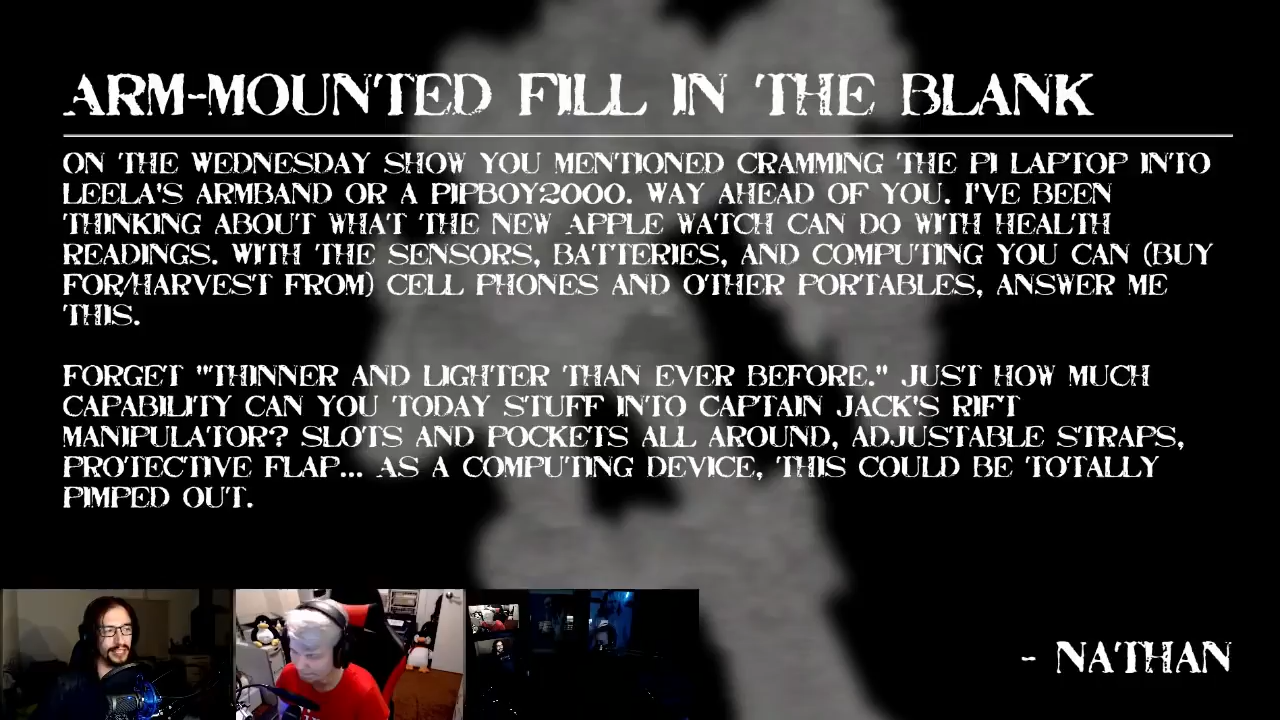 ARM-MOUNTED FILL IN THE BLANK
ON THE WEDNESDAY SHOW YOU MENTIONED CRAMMING THE PI LAPTOP INTO
LEELA'S ARMBAND OR A PIPBOY2000. WAY AHEAD OF YOU. I'VE BEEN
THINKING ABOUT WHAT THE NEW APPLE WATCH CAN DO WITH HEALTH
READINGS. WITH THE SENSORS, BATTERIES, AND COMPUTING YOU CAN (BUY
FOR/HARVEST FROM) CELL PHONES AND OTHER PORTABLES, ANSWER ME
THIS.
FORGET "THINNER AND LIGHTER THAN EVER BEFORE." JUST HOW MUCH
CAPABILITY CAN YOU TODAY STUFF INTO CAPTAIN JACK'S RIFT
MANIPULATOR? SLOTS AND POCKETS ALL AROUND, ADJUSTABLE STRAPS,
PROTECTIVE FLAP... AS A COMPUTING DEVICE, THIS COULD BE TOTALLY
PIMPED OUT.
- NATHAN